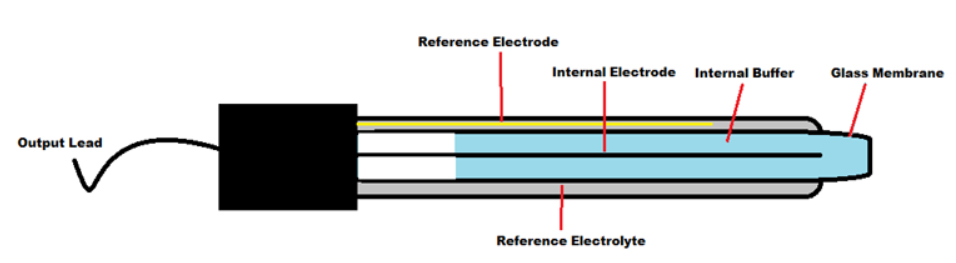 Reference Electrode
Internal Electrode
Internal Buffer
Glass Membrane
Output Lead
Reference Electrolyte